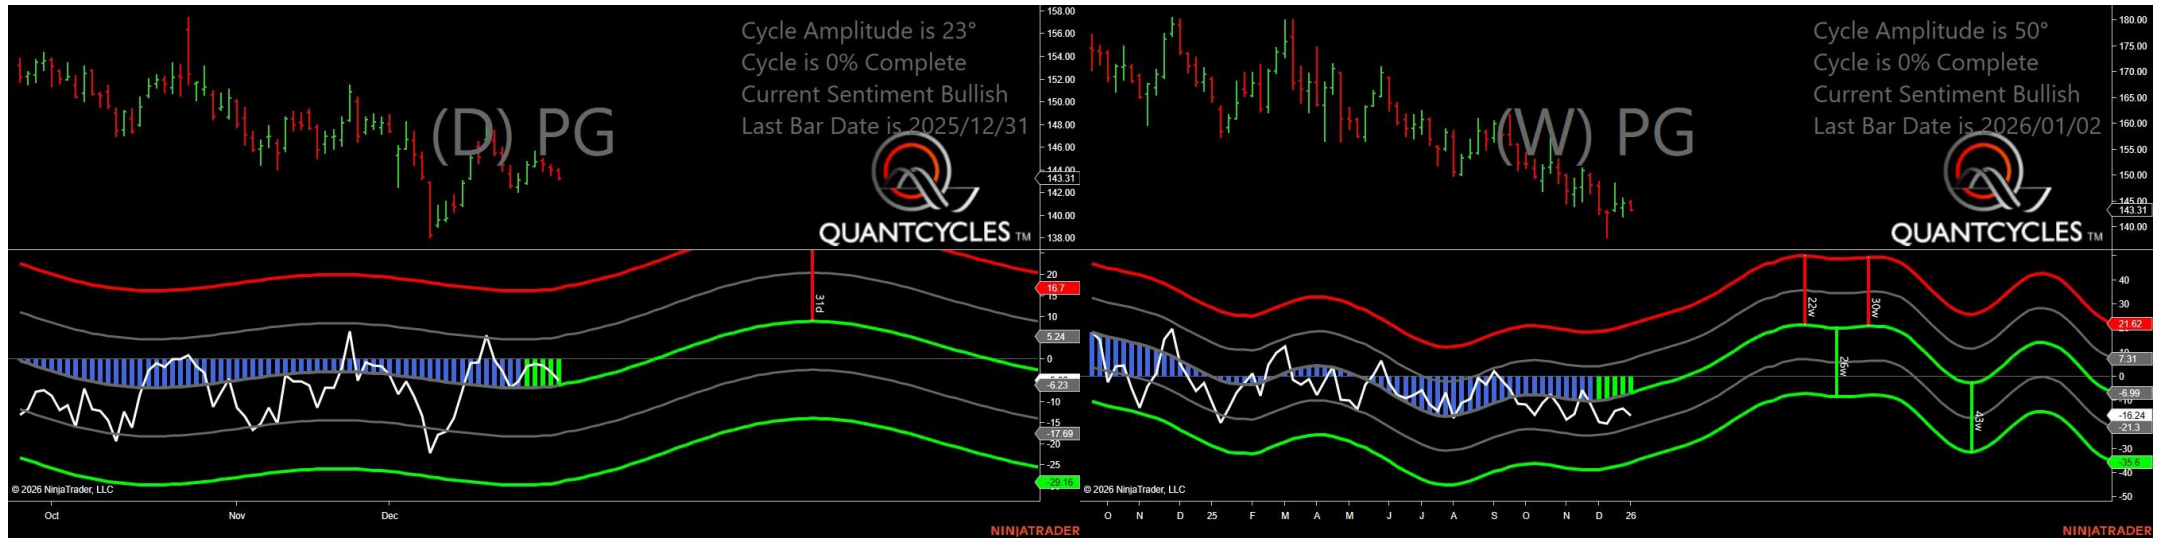 Cycle Amplitude is 23°
Cycle is 0% Complete
Current Sentiment Bullish
Last Bar Date is 2025/12/31
(D) PG
QUANTCYCLES TM
158.00
156.00
154.00
152.00
150.00
148.00
146.00
144.00
143.31
142.00
140.00
138.00
31d
20
16.7
15
10
5.24
0
-6.23
-10
-15
-17.69
-20
-25
-29.16
© 2026 NinjaTrader, LLC
Oct Nov Dec
NINJATRADER
Cycle Amplitude is 50°
Cycle is 0% Complete
Current Sentiment Bullish
Last Bar Date is 2026/01/02
(W) PG
QUANTCYCLES TM
180.00
175.00
170.00
165.00
160.00
155.00
150.00
145.00
143.31
140.00
22w
30w
26w
43w
40
30
21.62
10
7.31
0
-6.99
-10
-16.24
-21.3
-30
-35.6
-40
-50
© 2026 NinjaTrader, LLC
O N D 25 F M A M J J A S O N D 26
NINJATRADER